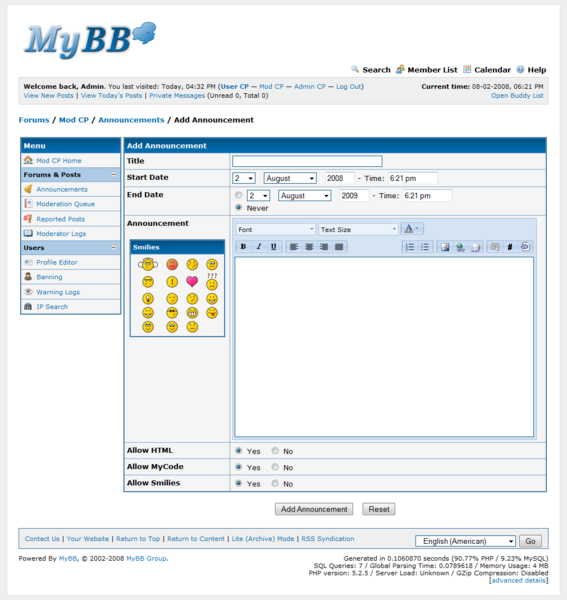 MyBB
Search Member List Calendar Help
Welcome back, Admin. You last visited: Today, 04:32 PM (User CP — Mod CP — Admin CP — Log Out) Current time: 08-02-2008, 06:21 PM
View New Posts | View Today's Posts | Private Messages (Unread 0, Total 0) Open Buddy List
Forums / Mod CP / Announcements / Add Announcement
Menu
Mod CP Home
Forums & Posts
Announcements
Moderation Queue
Reported Posts
Moderator Logs
Users
Profile Editor
Banning
Warning Logs
IP Search
Add Announcement
Title
Start Date 2 August 2008 - Time: 6:21 pm
End Date 2 August 2009 - Time: 6:21 pm
Never
Announcement
Smilies
Font Text Size A
B I U
Allow HTML Yes No
Allow MyCode Yes No
Allow Smilies Yes No
Add Announcement Reset
Contact Us | Your Website | Return to Top | Return to Content | Lite (Archive) Mode | RSS Syndication English (American) Go
Powered By MyBB, © 2002-2008 MyBB Group. Generated in 0.1060870 seconds (90.77% PHP / 9.23% MySQL)
SQL Queries: 7 / Global Parsing Time: 0.0789618 / Memory Usage: 4 MB
PHP version: 5.2.5 / Server Load: Unknown / GZip Compression: Disabled
[advanced details]